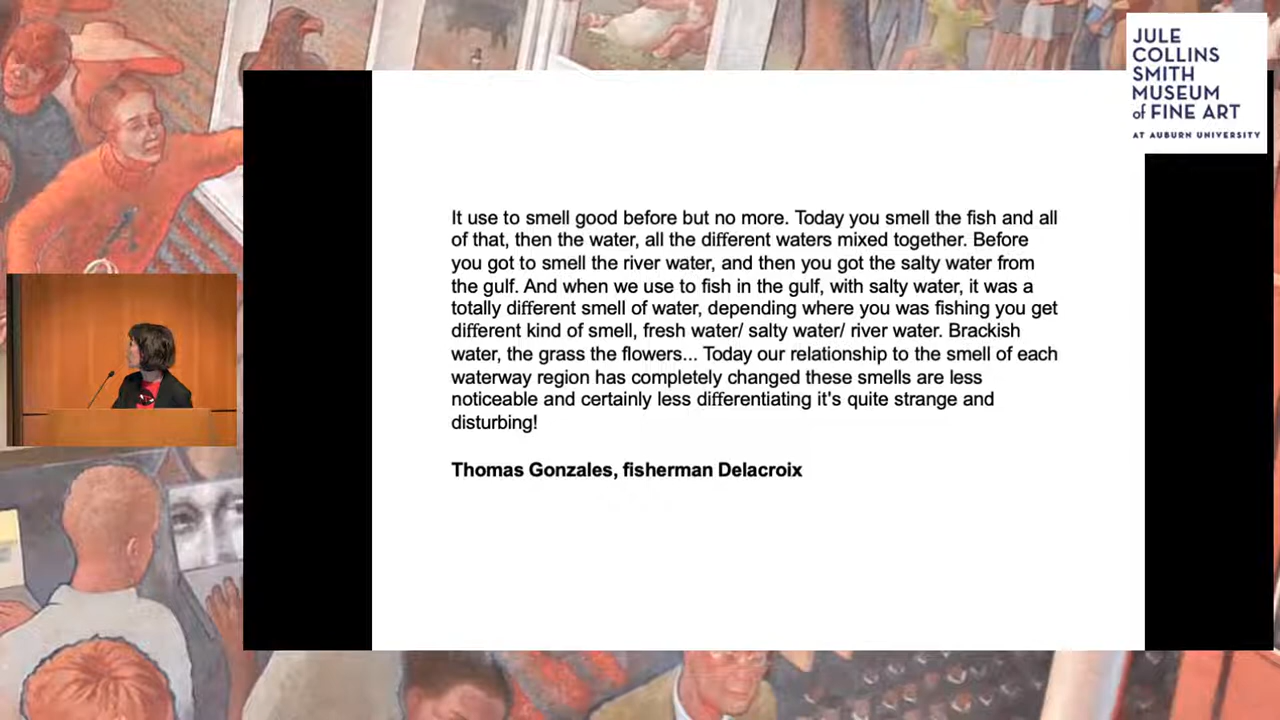 JULE
COLLINS
SMITH
MUSEUM
of FINE ART
AT AUBURN UNIVERSITY
It use to smell good before but no more. Today you smell the fish and all
of that, then the water, all the different waters mixed together. Before
you got to smell the river water, and then you got the salty water from
the gulf. And when we use to fish in the gulf, with salty water, it was a
totally different smell of water, depending where you was fishing you get
different kind of smell, fresh water/ salty water/ river water. Brackish
water, the grass the flowers... Today our relationship to the smell of each
waterway region has completely changed these smells are less
noticeable and certainly less differentiating it's quite strange and
disturbing!
Thomas Gonzales, fisherman Delacroix